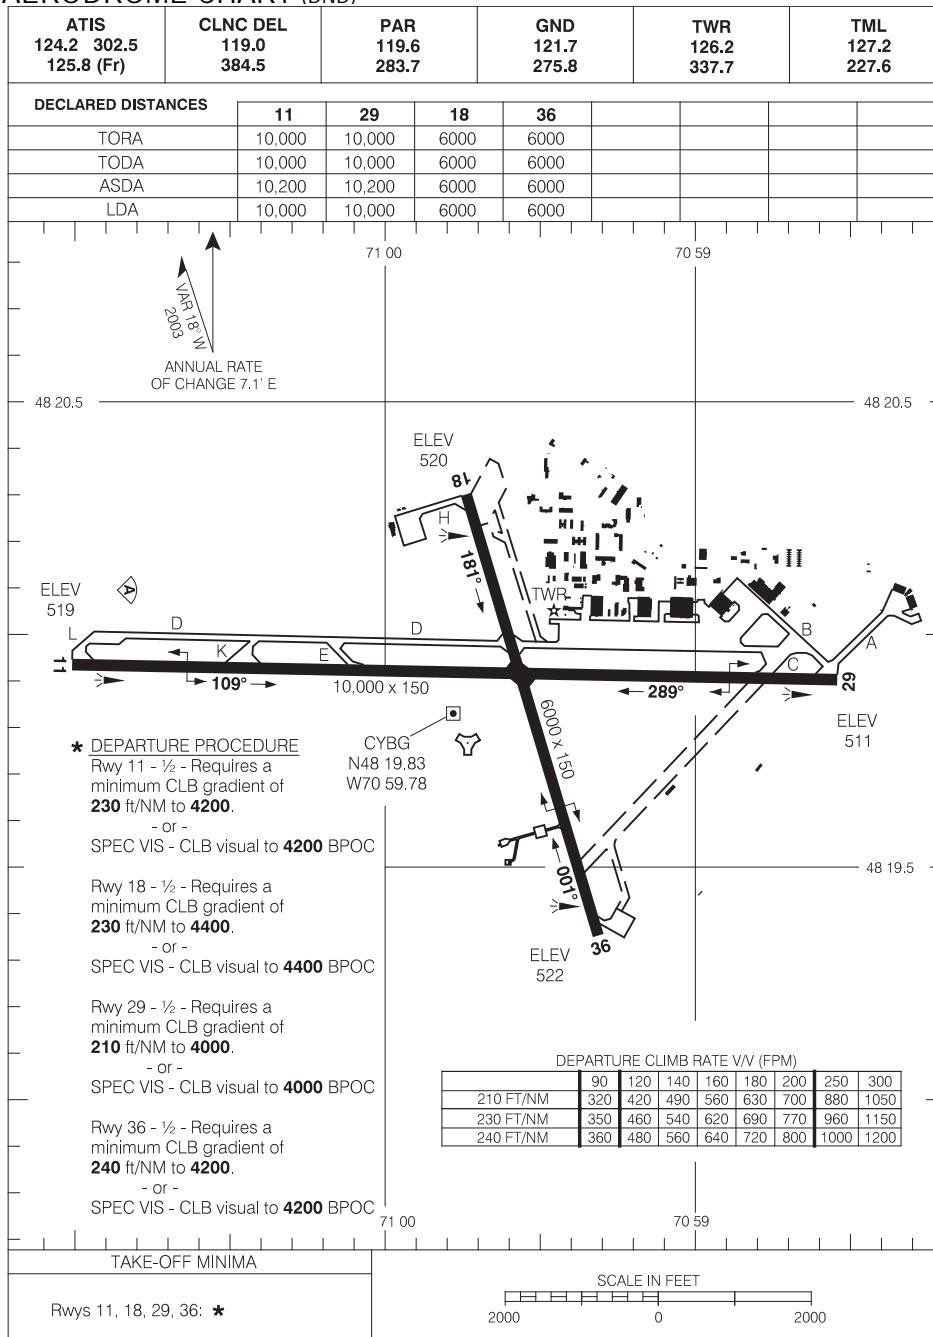 AERODROME CHART (DND)
ATIS
124.2 302.5
125.8 (Fr)
CLNC DEL
119.0
384.5
PAR
119.6
283.7
GND
121.7
275.8
TWR
126.2
337.7
TML
127.2
227.6
DECLARED DISTANCES
11 29 18 36
TORA 10,000 10,000 6000 6000
TODA 10,000 10,000 6000 6000
ASDA 10,200 10,200 6000 6000
LDA 10,000 10,000 6000 6000
71 00
70 59
VAR 18° W
2003
ANNUAL RATE
OF CHANGE 7.1' E
48 20.5
48 20.5
ELEV
520
18
H
181°
TWR
ELEV
519
A
L
D
D
B
A
K
E
C
11
109°
10,000 x 150
289°
29
ELEV
511
6000 x 150
CYBG
N48 19.83
W70 59.78
* DEPARTURE PROCEDURE
Rwy 11 - ½ - Requires a
minimum CLB gradient of
230 ft/NM to 4200.
- or -
SPEC VIS - CLB visual to 4200 BPOC
Rwy 18 - ½ - Requires a
minimum CLB gradient of
230 ft/NM to 4400.
- or -
SPEC VIS - CLB visual to 4400 BPOC
Rwy 29 - ½ - Requires a
minimum CLB gradient of
210 ft/NM to 4000.
- or -
SPEC VIS - CLB visual to 4000 BPOC
Rwy 36 - ½ - Requires a
minimum CLB gradient of
240 ft/NM to 4200.
- or -
SPEC VIS - CLB visual to 4200 BPOC
48 19.5
001°
36
ELEV
522
DEPARTURE CLIMB RATE V/V (FPM)
90 120 140 160 180 200 250 300
210 FT/NM 320 420 490 560 630 700 880 1050
230 FT/NM 350 460 540 620 690 770 960 1150
240 FT/NM 360 480 560 640 720 800 1000 1200
71 00
70 59
TAKE-OFF MINIMA
Rwys 11, 18, 29, 36: *
SCALE IN FEET
2000 0 2000